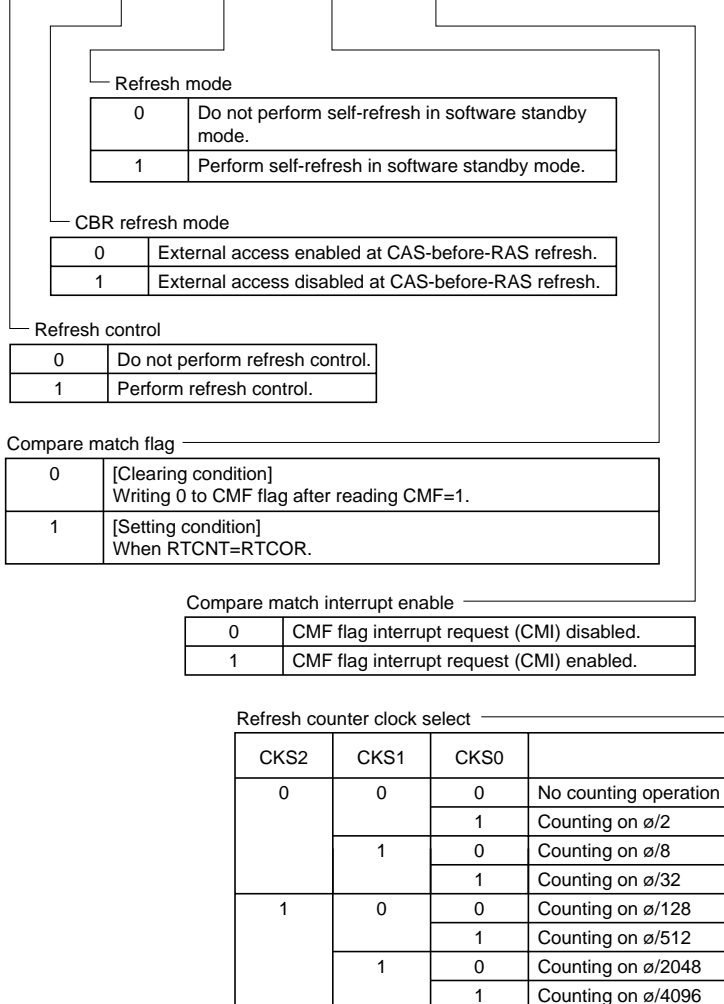 Refresh mode
0 Do not perform self-refresh in software standby
mode.
1 Perform self-refresh in software standby mode.
CBR refresh mode
0 External access enabled at CAS-before-RAS refresh.
1 External access disabled at CAS-before-RAS refresh.
Refresh control
0 Do not perform refresh control.
1 Perform refresh control.
Compare match flag
0 [Clearing condition]
Writing 0 to CMF flag after reading CMF=1.
1 [Setting condition]
When RTCNT=RTCOR.
Compare match interrupt enable
0 CMF flag interrupt request (CMI) disabled.
1 CMF flag interrupt request (CMI) enabled.
Refresh counter clock select
CKS2 CKS1 CKS0
0 0 0 No counting operation
1 Counting on ø/2
1 0 Counting on ø/8
1 Counting on ø/32
1 0 0 Counting on ø/128
1 Counting on ø/512
1 0 Counting on ø/2048
1 Counting on ø/4096